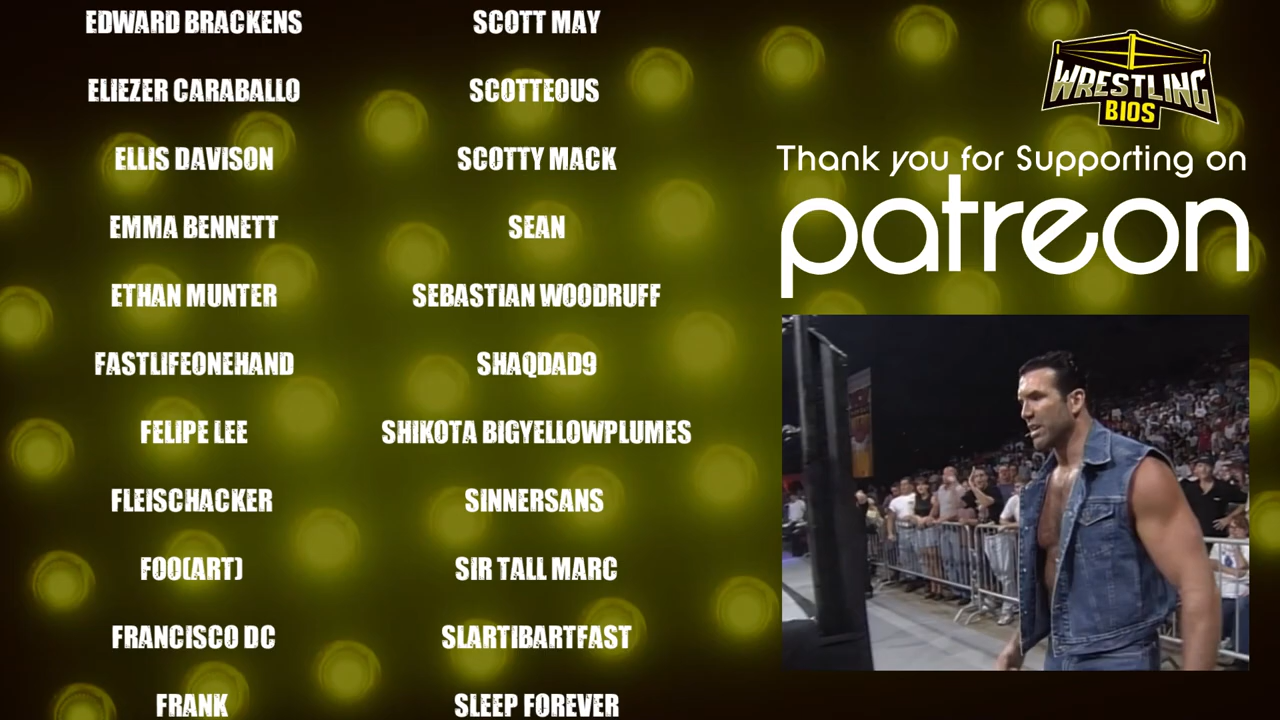 EDWARD BRACKENS
ELIEZER CARABALLO
ELLIS DAVISON
EMMA BENNETT
ETHAN MUNTER
FASTLIFEONEHAND
FELIPE LEE
FLEISCHACKER
FOO(ART)
FRANCISCO DC
FRANK
SCOTT MAY
SCOTTEOUS
SCOTTY MACK
SEAN
SEBASTIAN WOODRUFF
SHAQDAD9
SHIKOTA BIGYELLOWPLUMES
SINNERSANS
SIR TALL MARC
SLARTIBARTFAST
SLEEP FOREVER
WRESTLING
BIOS
Thank you for Supporting on
patreon